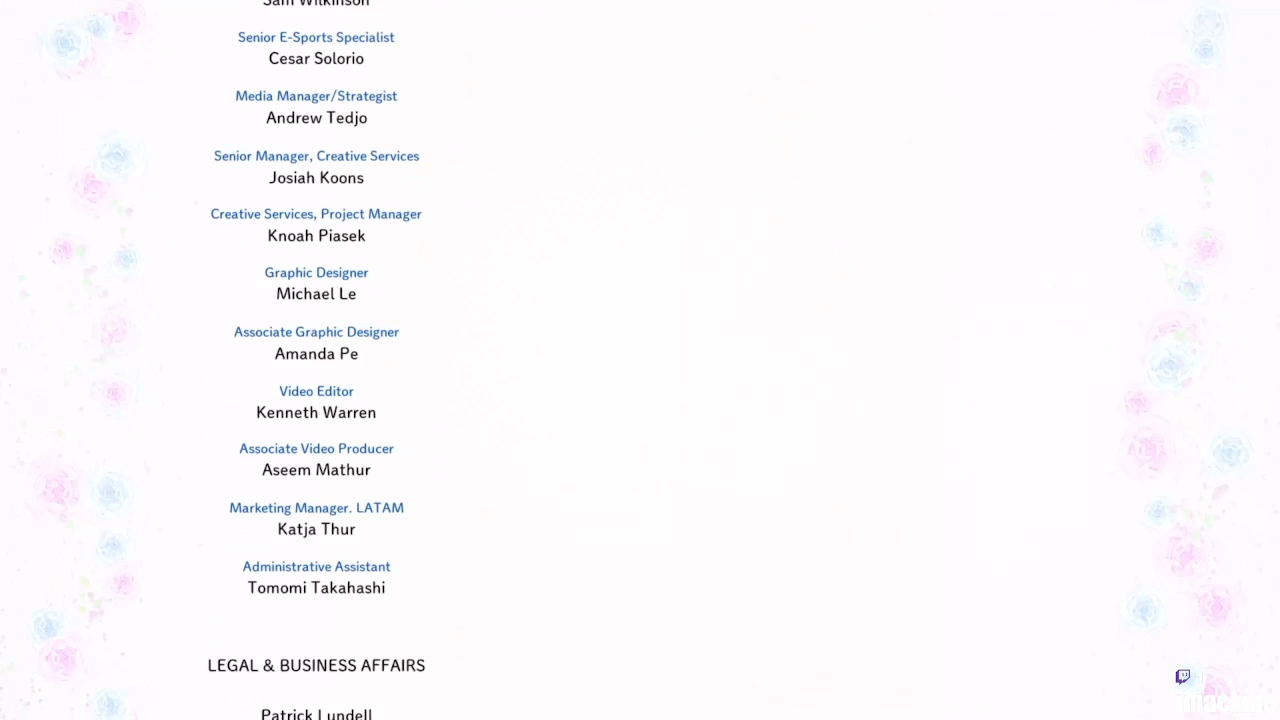 Sam Wilkinson
Senior E-Sports Specialist
Cesar Solorio
Media Manager/Strategist
Andrew Tedjo
Senior Manager, Creative Services
Josiah Koons
Creative Services, Project Manager
Knoah Piasek
Graphic Designer
Michael Le
Associate Graphic Designer
Amanda Pe
Video Editor
Kenneth Warren
Associate Video Producer
Aseem Mathur
Marketing Manager. LATAM
Katja Thur
Administrative Assistant
Tomomi Takahashi
LEGAL & BUSINESS AFFAIRS
Patrick Lundell